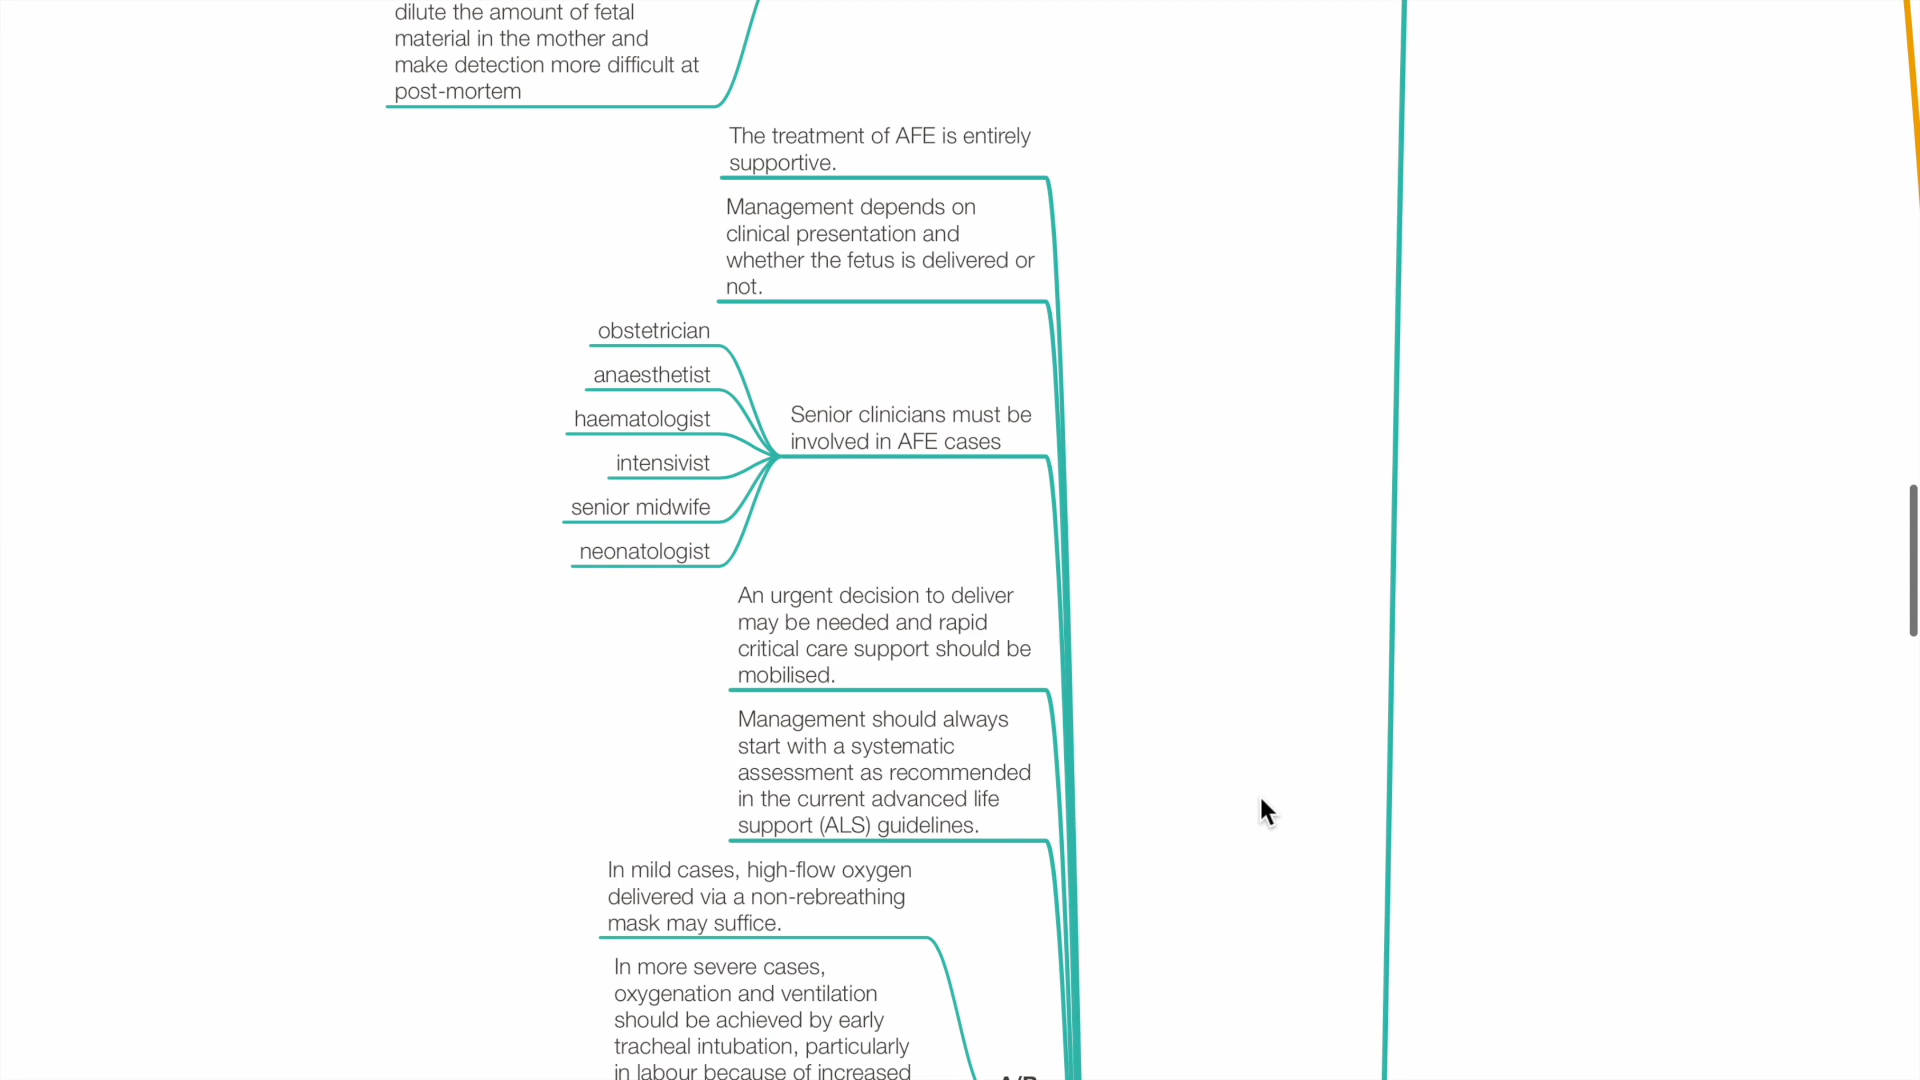 dilute the amount of fetal
material in the mother and
make detection more difficult at
post-mortem
The treatment of AFE is entirely
supportive.
Management depends on
clinical presentation and
whether the fetus is delivered or
not.
obstetrician
anaesthetist
haematologist
intensivist
senior midwife
neonatologist
Senior clinicians must be
involved in AFE cases
An urgent decision to deliver
may be needed and rapid
critical care support should be
mobilised.
Management should always
start with a systematic
assessment as recommended
in the current advanced life
support (ALS) guidelines.
In mild cases, high-flow oxygen
delivered via a non-rebreathing
mask may suffice.
In more severe cases,
oxygenation and ventilation
should be achieved by early
tracheal intubation, particularly
in labour because of increased